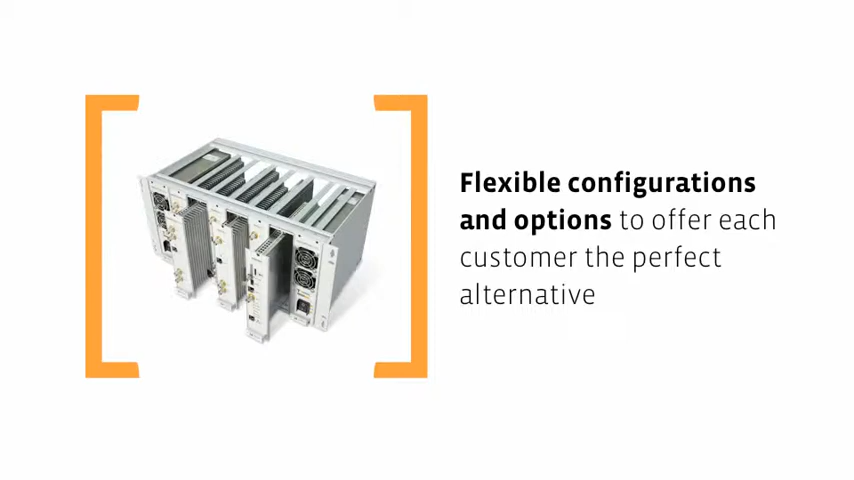 Flexible configurations
and options to offer each
customer the perfect
alternative